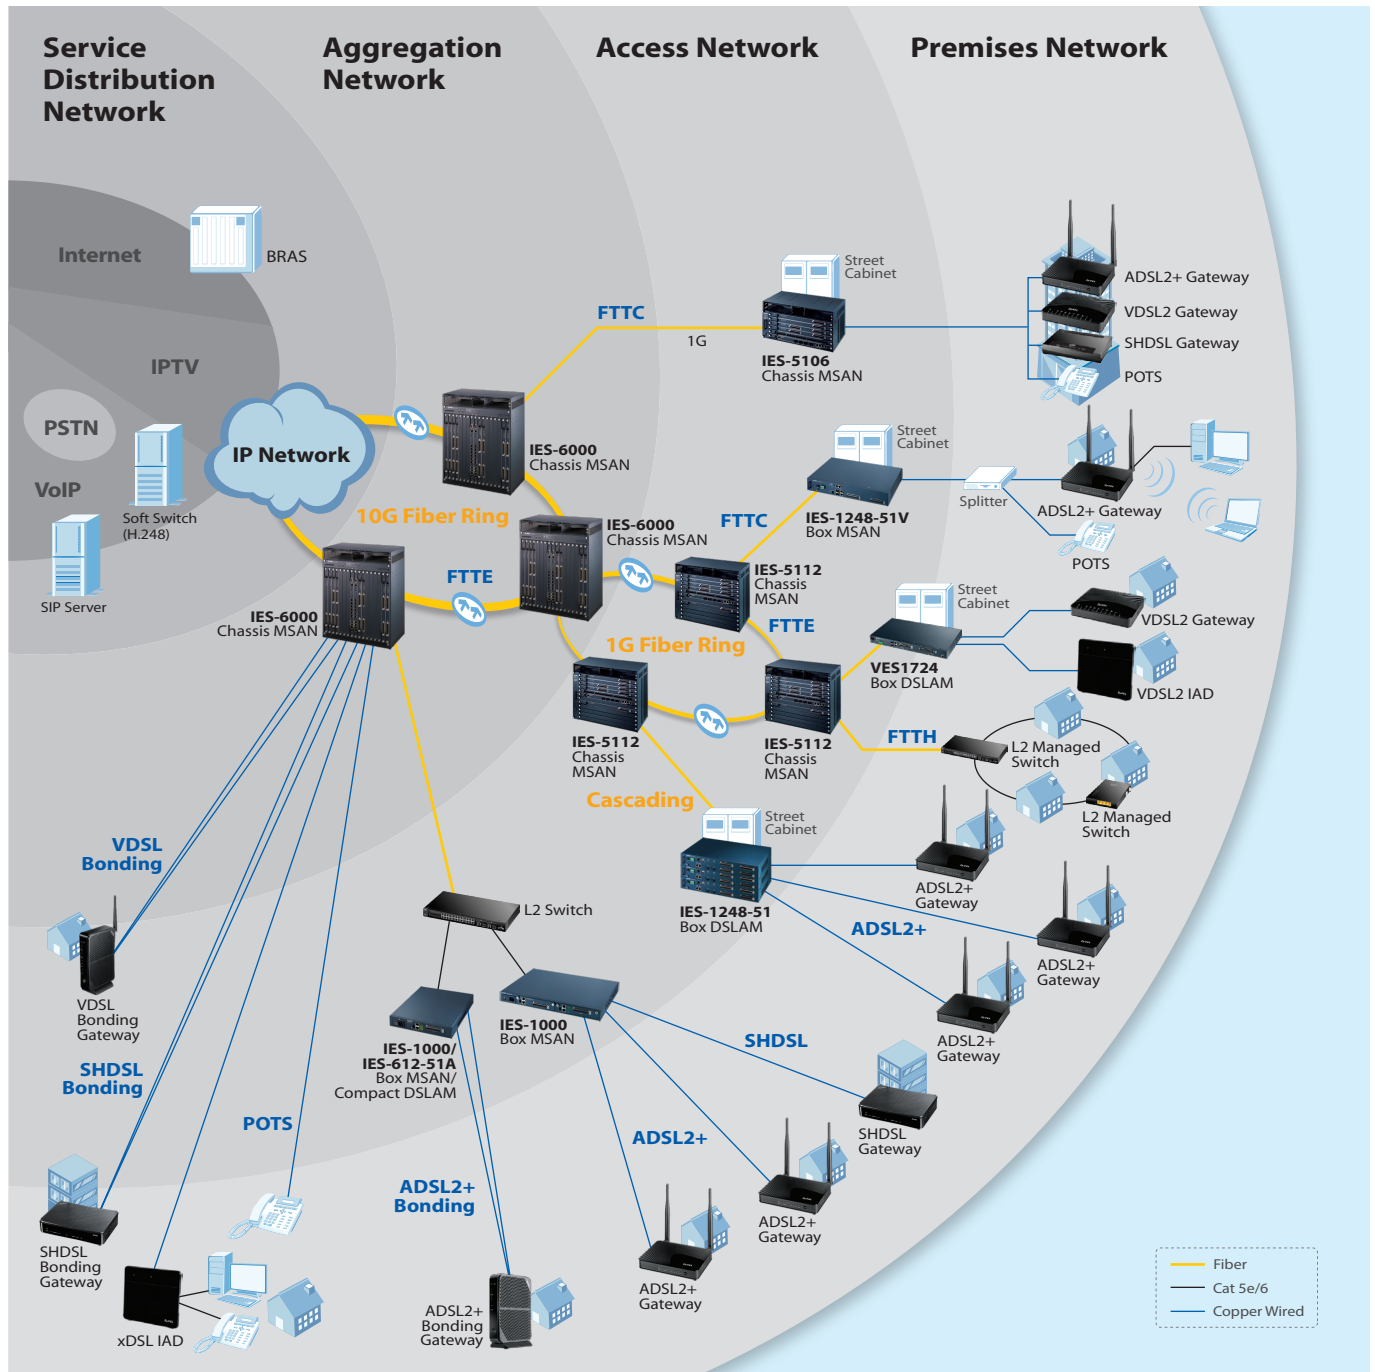 Service
Distribution
Network
Aggregation
Network
Access Network
Premises Network
Internet
BRAS
IPTV
PSTN
VoIP
IP Network
Soft Switch
(H.248)
SIP Server
FTTC
1G
Street
Cabinet
IES-5106
Chassis MSAN
ADSL2+ Gateway
VDSL2 Gateway
SHDSL Gateway
POTS
IES-6000
Chassis MSAN
10G Fiber Ring
IES-6000
Chassis MSAN
FTTC
Street
Cabinet
IES-1248-51V
Box MSAN
Splitter
ADSL2+ Gateway
POTS
IES-6000
Chassis MSAN
FTTE
IES-5112
Chassis
MSAN
1G Fiber Ring
FTTE
Street
Cabinet
VES1724
Box DSLAM
VDSL2 Gateway
VDSL2 IAD
IES-5112
Chassis
MSAN
IES-5112
Chassis
MSAN
FTTH
L2 Managed
Switch
L2 Managed
Switch
Cascading
Street
Cabinet
IES-1248-51
Box DSLAM
ADSL2+
ADSL2+
Gateway
ADSL2+
Gateway
ADSL2+
Gateway
VDSL
Bonding
VDSL
Bonding
Gateway
L2 Switch
IES-1000/
IES-612-51A
Box MSAN/
Compact DSLAM
IES-1000
Box MSAN
SHDSL
SHDSL
Gateway
SHDSL
Bonding
POTS
ADSL2+
Bonding
ADSL2+
SHDSL
Bonding
Gateway
xDSL IAD
ADSL2+
Bonding
Gateway
ADSL2+
Gateway
ADSL2+
Gateway
Fiber
Cat 5e/6
Copper Wired